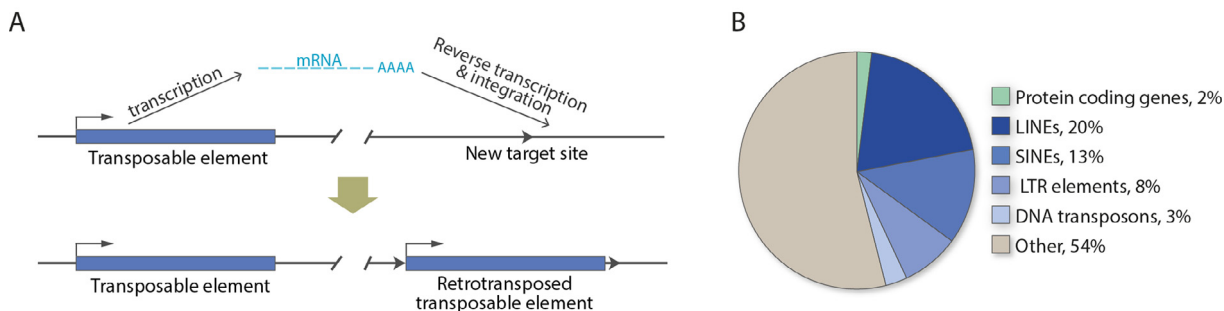 A
transcription
mRNA
AAAA
Reverse transcription
& integration
Transposable element
New target site
Transposable element
Retrotransposed
transposable element
B
Protein coding genes, 2%
LINEs, 20%
SINEs, 13%
LTR elements, 8%
DNA transposons, 3%
Other, 54%